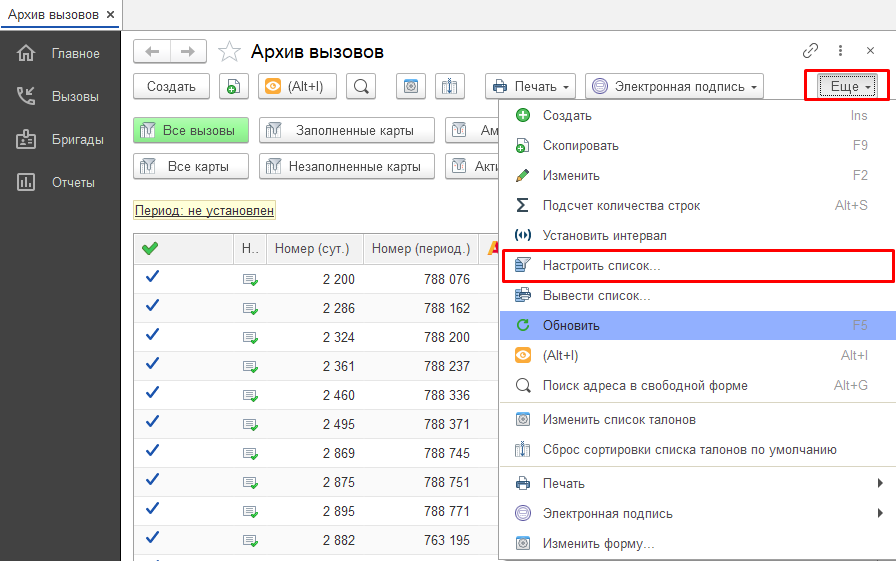 Архив вызовов ×
Главное
Вызовы
Бригады
Отчеты
Архив вызовов
Создать (Alt+I) Печать Электронная подпись Еще
Все вызовы Заполненные карты Ам
Все карты Незаполненные карты Акти
Период: не установлен
Н.. Номер (сут.) Номер (период.)
2 200 788 076
2 286 788 162
2 324 788 200
2 361 788 237
2 460 788 336
2 495 788 371
2 869 788 745
2 875 788 751
2 895 788 771
2 882 763 195
Создать Ins
Скопировать F9
Изменить F2
Подсчет количества строк Alt+S
Установить интервал
Настроить список...
Вывести список...
Обновить F5
(Alt+I) Alt+I
Поиск адреса в свободной форме Alt+G
Изменить список талонов
Сброс сортировки списка талонов по умолчанию
Печать
Электронная подпись
Изменить форму...